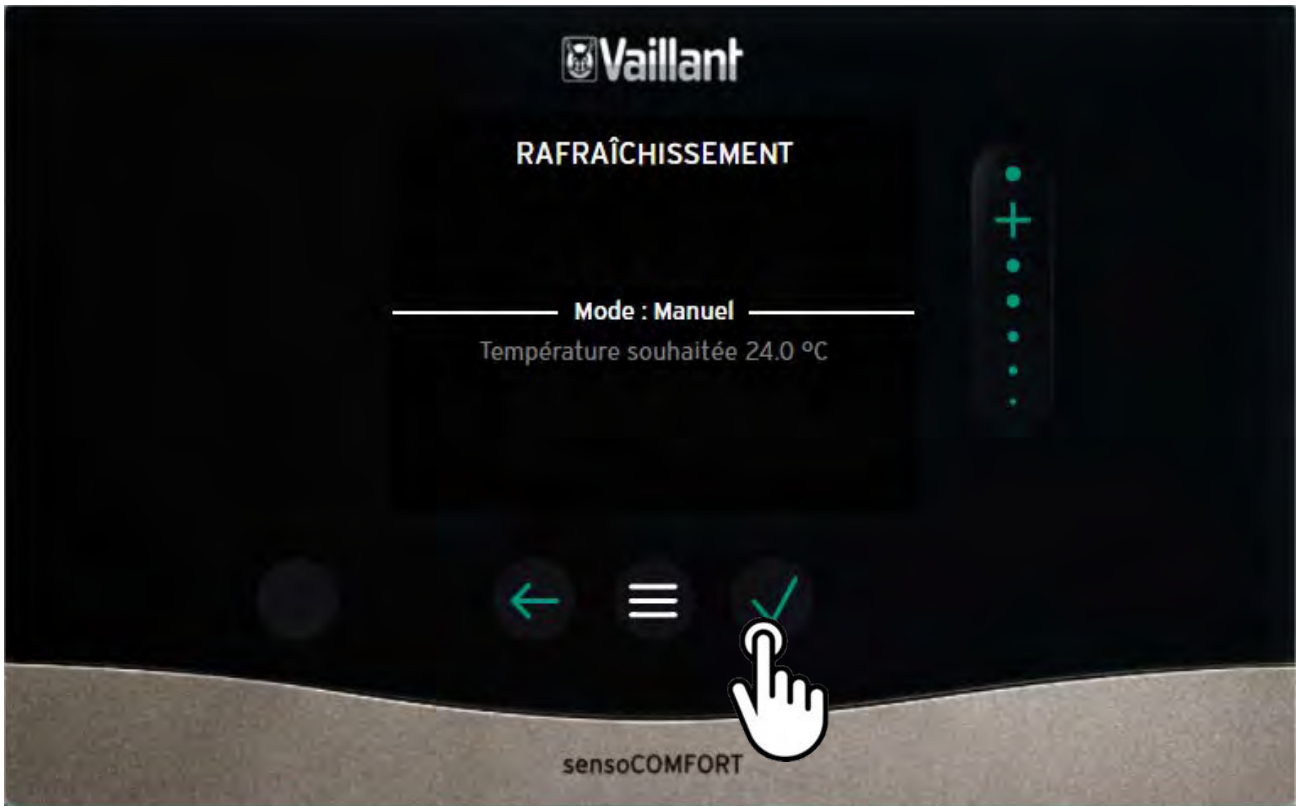 Vaillant
RAFRAÎCHISSEMENT
Mode : Manuel
Température souhaitée 24.0 °C
sensoCOMFORT